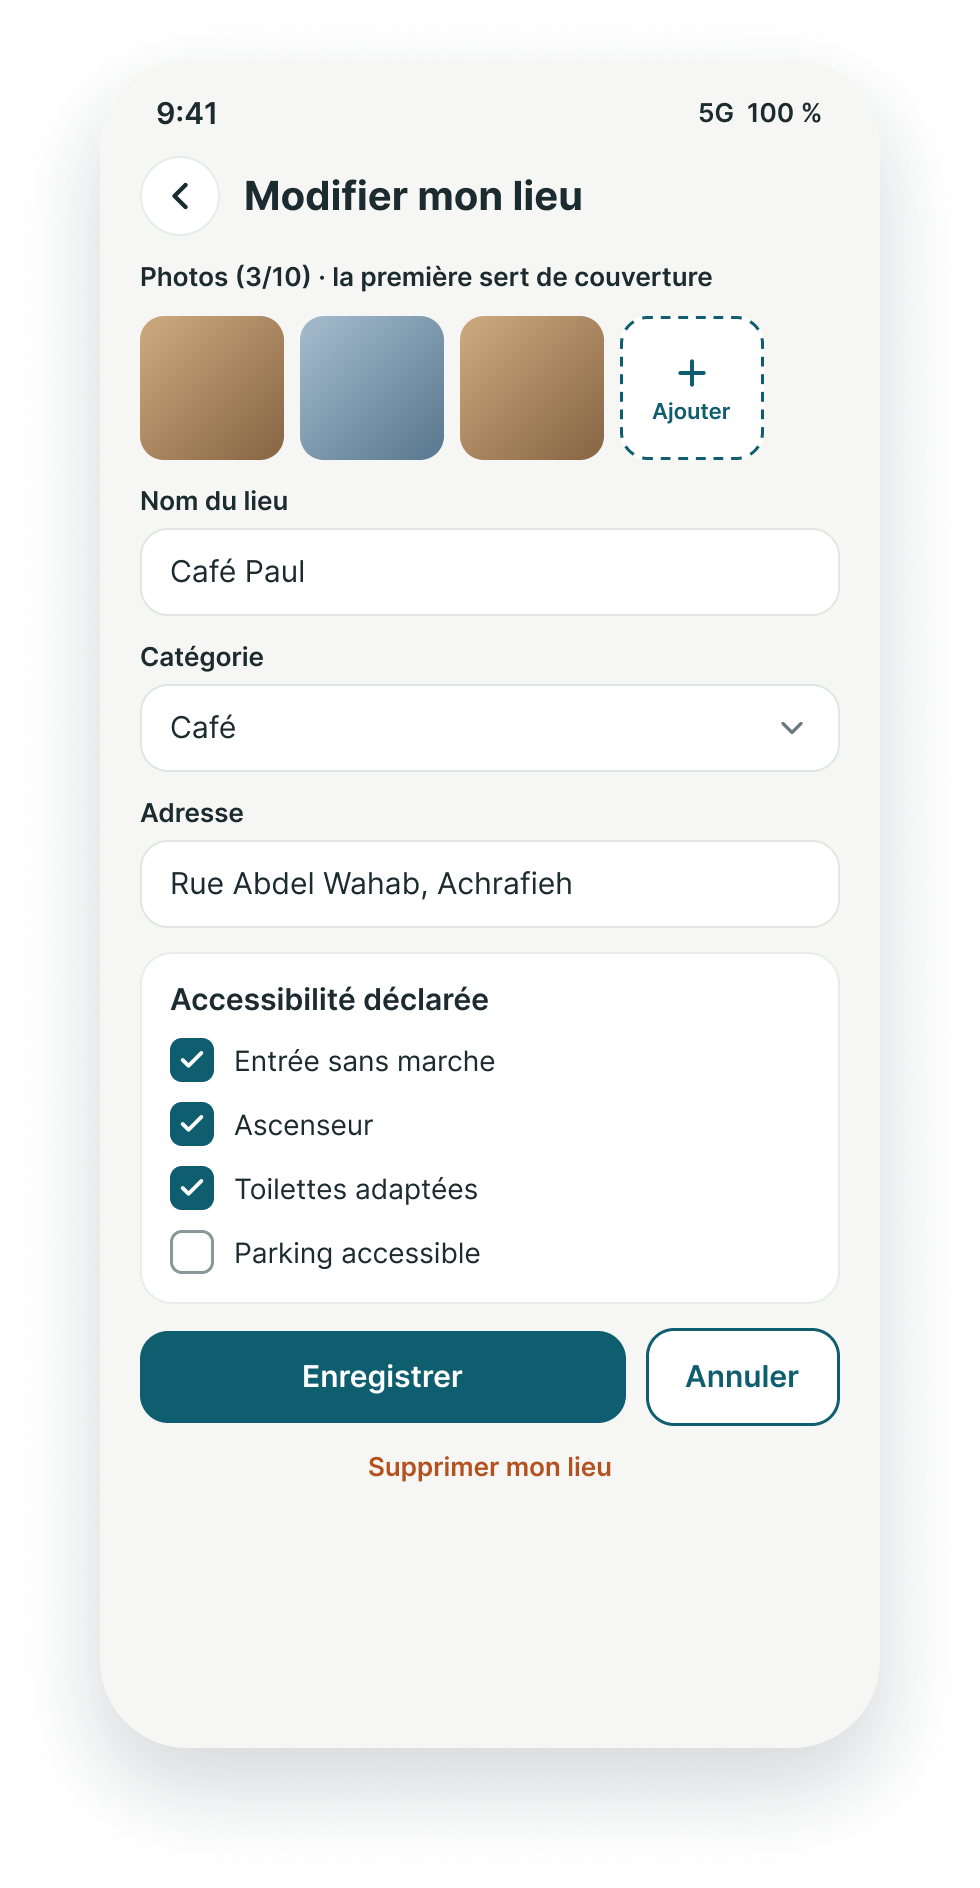 9:41
5G 100 %
Modifier mon lieu
Photos (3/10) · la première sert de couverture
Ajouter
Nom du lieu
Café Paul
Catégorie
Café
Adresse
Rue Abdel Wahab, Achrafieh
Accessibilité déclarée
Entrée sans marche
Ascenseur
Toilettes adaptées
Parking accessible
Enregistrer
Annuler
Supprimer mon lieu